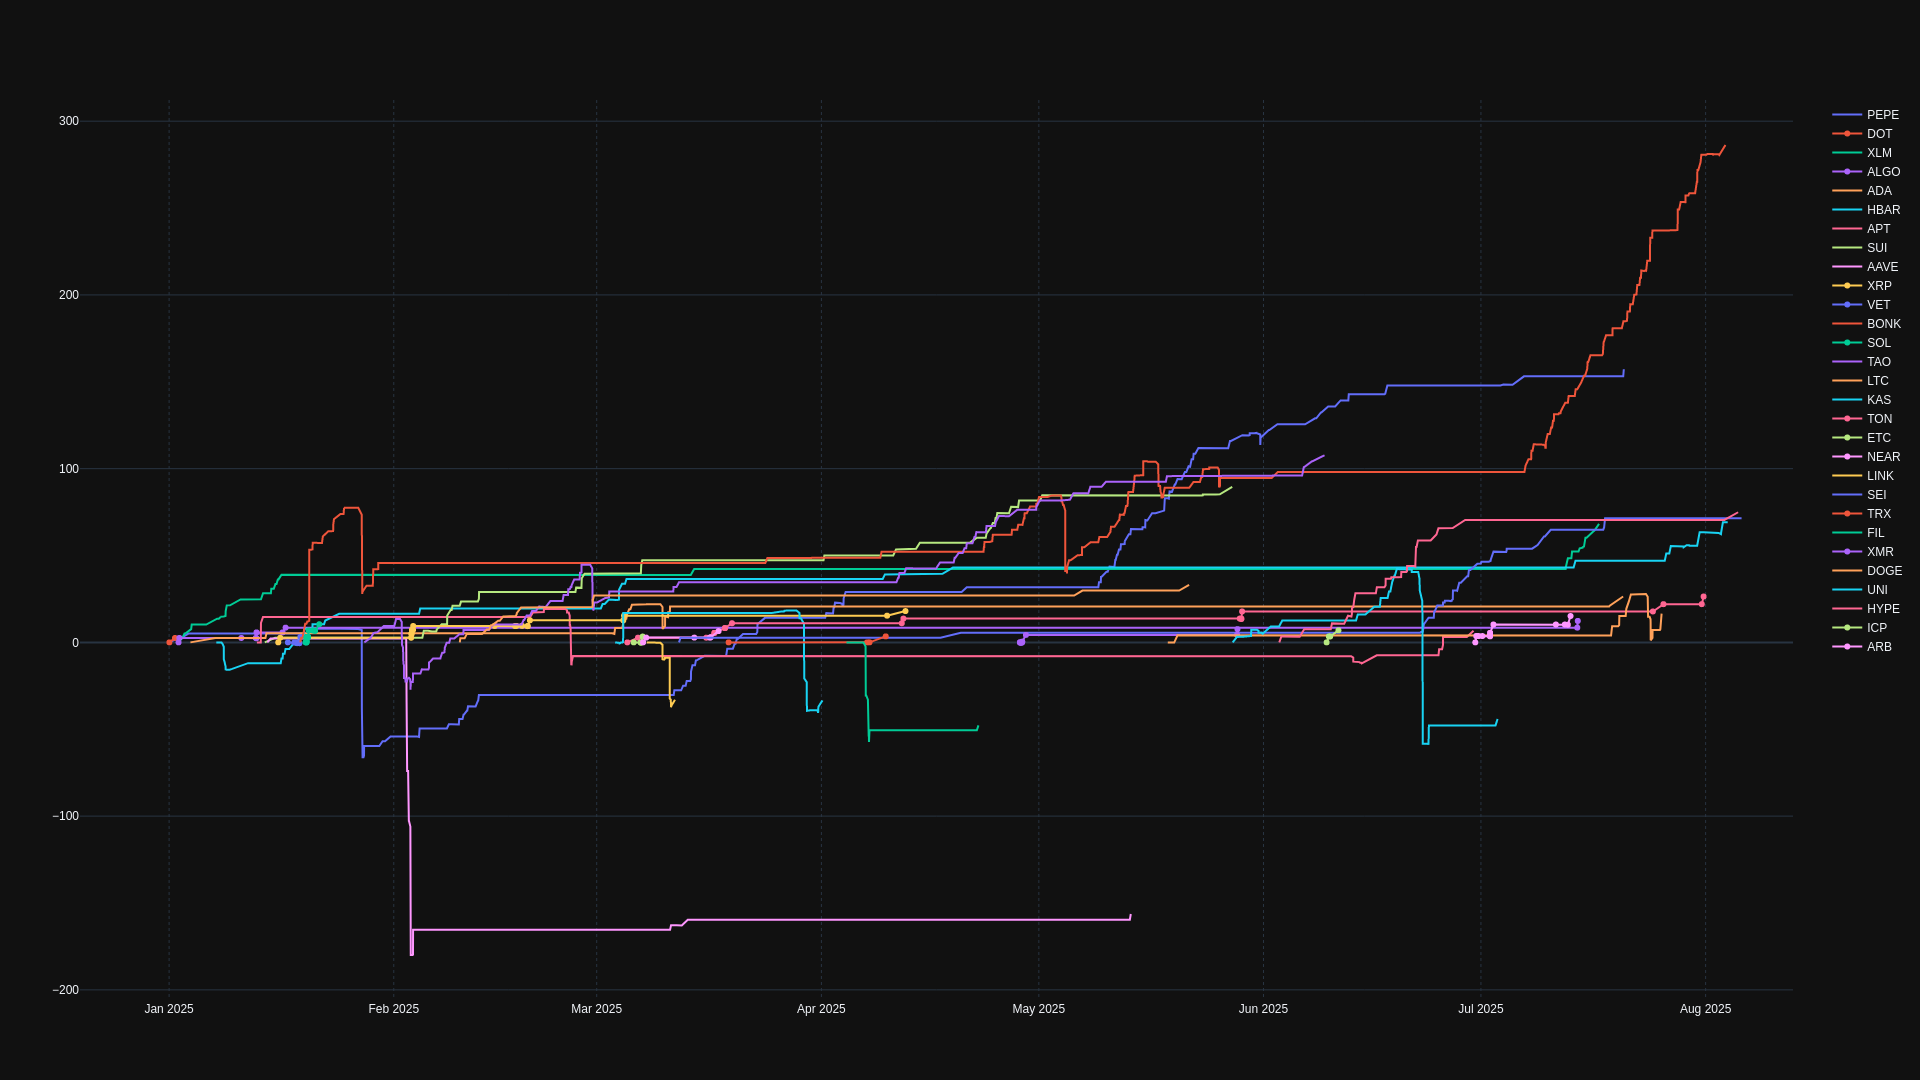 300
200
100
0
−100
−200
Jan 2025
Feb 2025
Mar 2025
Apr 2025
May 2025
Jun 2025
Jul 2025
Aug 2025
PEPE
DOT
XLM
ALGO
ADA
HBAR
APT
SUI
AAVE
XRP
VET
BONK
SOL
TAO
LTC
KAS
TON
ETC
NEAR
LINK
SEI
TRX
FIL
XMR
DOGE
UNI
HYPE
ICP
ARB